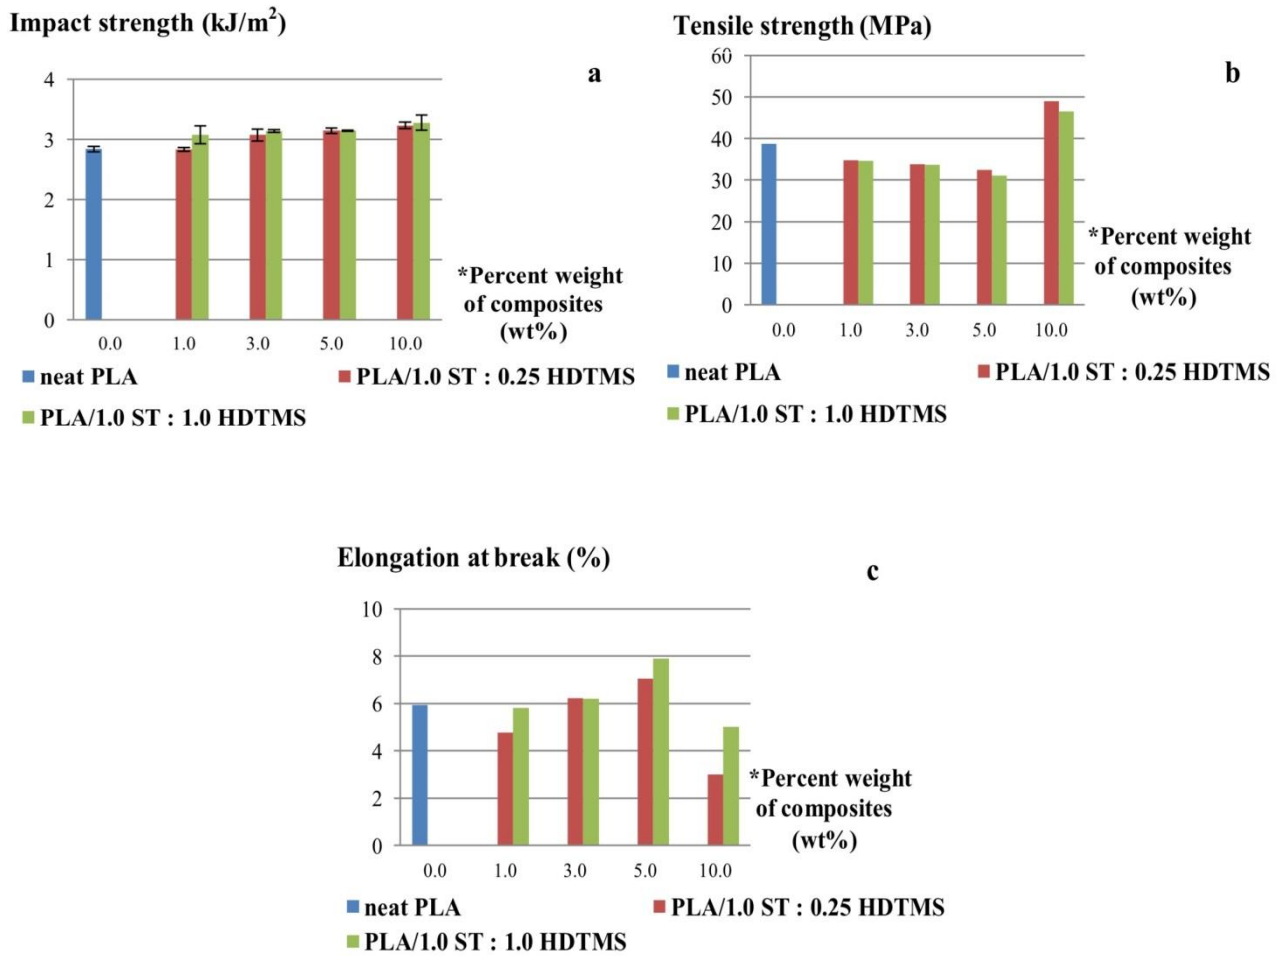 Impact strength (kJ/m²)
a
4
3
2
1
0
0.0 1.0 3.0 5.0 10.0
*Percent weight
of composites
(wt%)
neat PLA
PLA/1.0 ST : 0.25 HDTMS
PLA/1.0 ST : 1.0 HDTMS
Tensile strength (MPa)
b
60
50
40
30
20
10
0
0.0 1.0 3.0 5.0 10.0
*Percent weight
of composites
(wt%)
neat PLA
PLA/1.0 ST : 0.25 HDTMS
PLA/1.0 ST : 1.0 HDTMS
Elongation at break (%)
c
10
8
6
4
2
0
0.0 1.0 3.0 5.0 10.0
*Percent weight
of composites
(wt%)
neat PLA
PLA/1.0 ST : 0.25 HDTMS
PLA/1.0 ST : 1.0 HDTMS